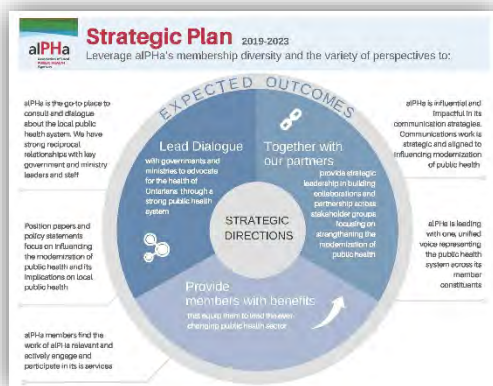 alPHa
Association of Local
PUBLIC HEALTH
Agencies
Strategic Plan 2019-2023
Leverage alPHa's membership diversity and the variety of perspectives to:
EXPECTED OUTCOMES
alPHa is the go-to place to
consult and dialogue
about the local public
health system. We have
strong reciprocal
relationships with key
government and ministry
leaders and staff
Position papers and
policy statements
focus on influencing
the modernization of
public health and its
implications on local
public health
alPHa members find the
work of alPHa relevant and
actively engage and
participate in its services
Lead Dialogue
with governments and
ministries to advocate
for the health of
Ontarians through a
strong public health
system
Together with
our partners
provide strategic
leadership in building
collaborations and
partnership across
stakeholder groups
focusing on
strengthening the
modernization of
public health
STRATEGIC
DIRECTIONS
Provide
members with benefits
that equip them to lead the ever-
changing public health sector
alPHa is influential and
impactful in its
communication strategies.
Communications work is
strategic and aligned to
influencing modernization
of public health
alPHa is leading
with one, unified
voice representing
the public health
system across its
member
constituents